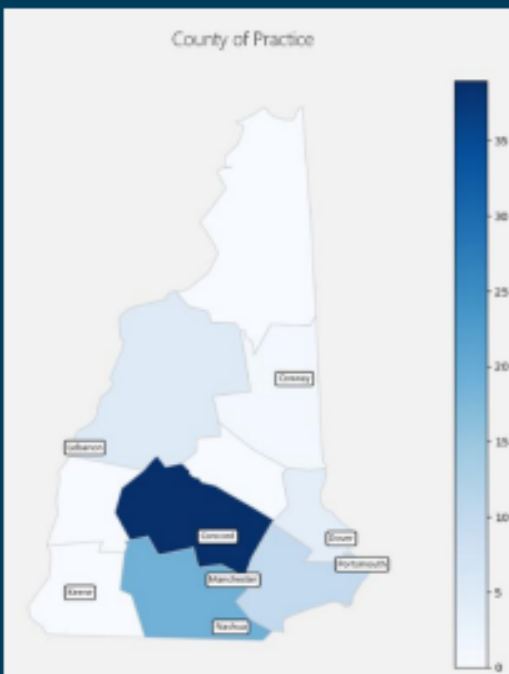 County of Practice
35
30
25
20
15
10
5
0
Conway
Lebanon
Concord
Dover
Portsmouth
Manchester
Keene
Nashua